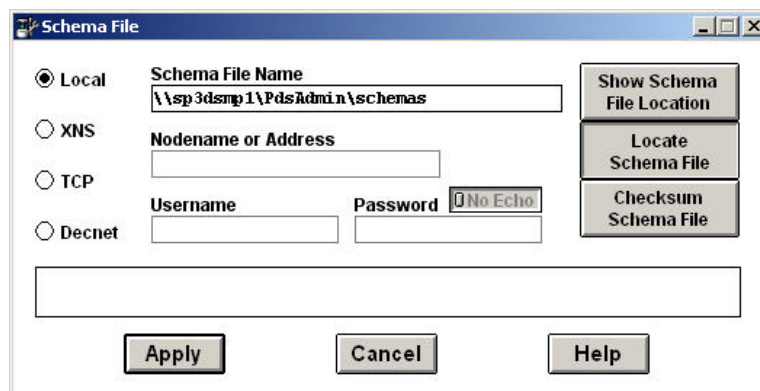 Schema File
Local
Schema File Name
\\sp3dsmp1\PdsAdmin\schemas
Show Schema
File Location
XNS
Nodename or Address
Locate
Schema File
TCP
Username
Password
No Echo
Checksum
Schema File
Decnet
Apply
Cancel
Help